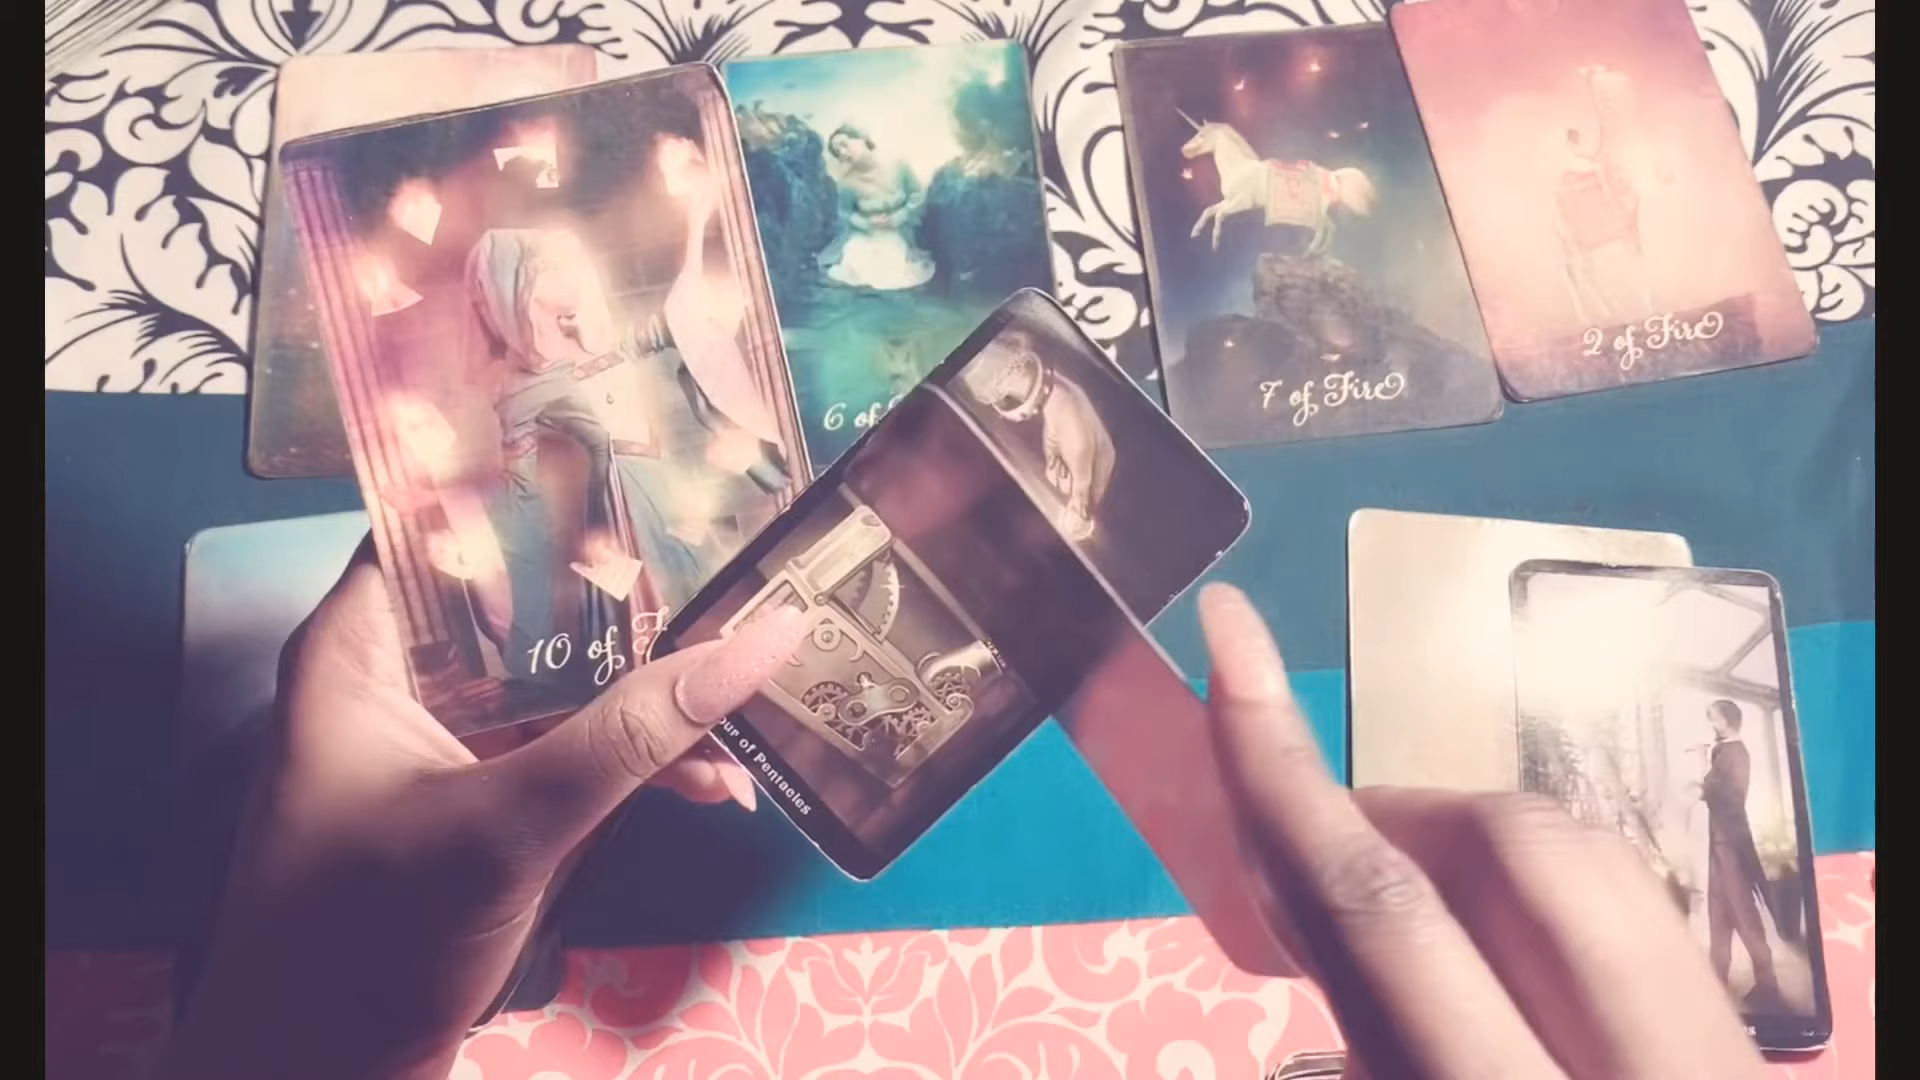 7 of Fire
2 of Fire
6 of
10 of F
our of Pentacles